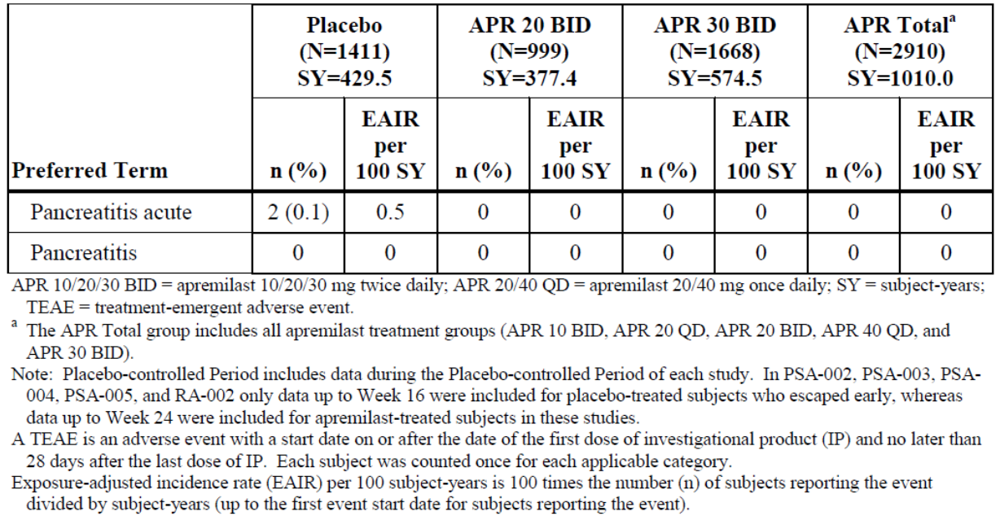 Placebo
(N=1411)
SY=429.5
APR 20 BID
(N=999)
SY=377.4
APR 30 BID
(N=1668)
SY=574.5
APR Totalᵃ
(N=2910)
SY=1010.0
Preferred Term
n (%)
EAIR
per
100 SY
n (%)
EAIR
per
100 SY
n (%)
EAIR
per
100 SY
n (%)
EAIR
per
100 SY
Pancreatitis acute 2 (0.1) 0.5 0 0 0 0 0 0
Pancreatitis 0 0 0 0 0 0 0 0
APR 10/20/30 BID = apremilast 10/20/30 mg twice daily; APR 20/40 QD = apremilast 20/40 mg once daily; SY = subject-years;
TEAE = treatment-emergent adverse event.
ᵃ The APR Total group includes all apremilast treatment groups (APR 10 BID, APR 20 QD, APR 20 BID, APR 40 QD, and
APR 30 BID).
Note: Placebo-controlled Period includes data during the Placebo-controlled Period of each study. In PSA-002, PSA-003, PSA-
004, PSA-005, and RA-002 only data up to Week 16 were included for placebo-treated subjects who escaped early, whereas
data up to Week 24 were included for apremilast-treated subjects in these studies.
A TEAE is an adverse event with a start date on or after the date of the first dose of investigational product (IP) and no later than
28 days after the last dose of IP. Each subject was counted once for each applicable category.
Exposure-adjusted incidence rate (EAIR) per 100 subject-years is 100 times the number (n) of subjects reporting the event
divided by subject-years (up to the first event start date for subjects reporting the event).